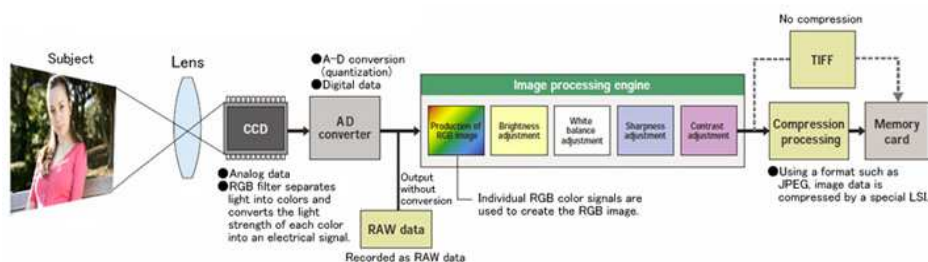 Subject
Lens
CCD
●Analog data
●RGB filter separates
light into colors and
converts the light
strength of each color
into an electrical signal.
●A-D conversion
(quantization)
●Digital data
AD
converter
Output
without
conversion
RAW data
Recorded as RAW data
Image processing engine
Production of
RGB image
Brightness
adjustment
White
balance
adjustment
Sharpness
adjustment
Contrast
adjustment
Individual RGB color signals are
used to create the RGB image.
No compression
TIFF
Compression
processing
Memory
card
●Using a format such as
JPEG, image data is
compressed by a special LSI.